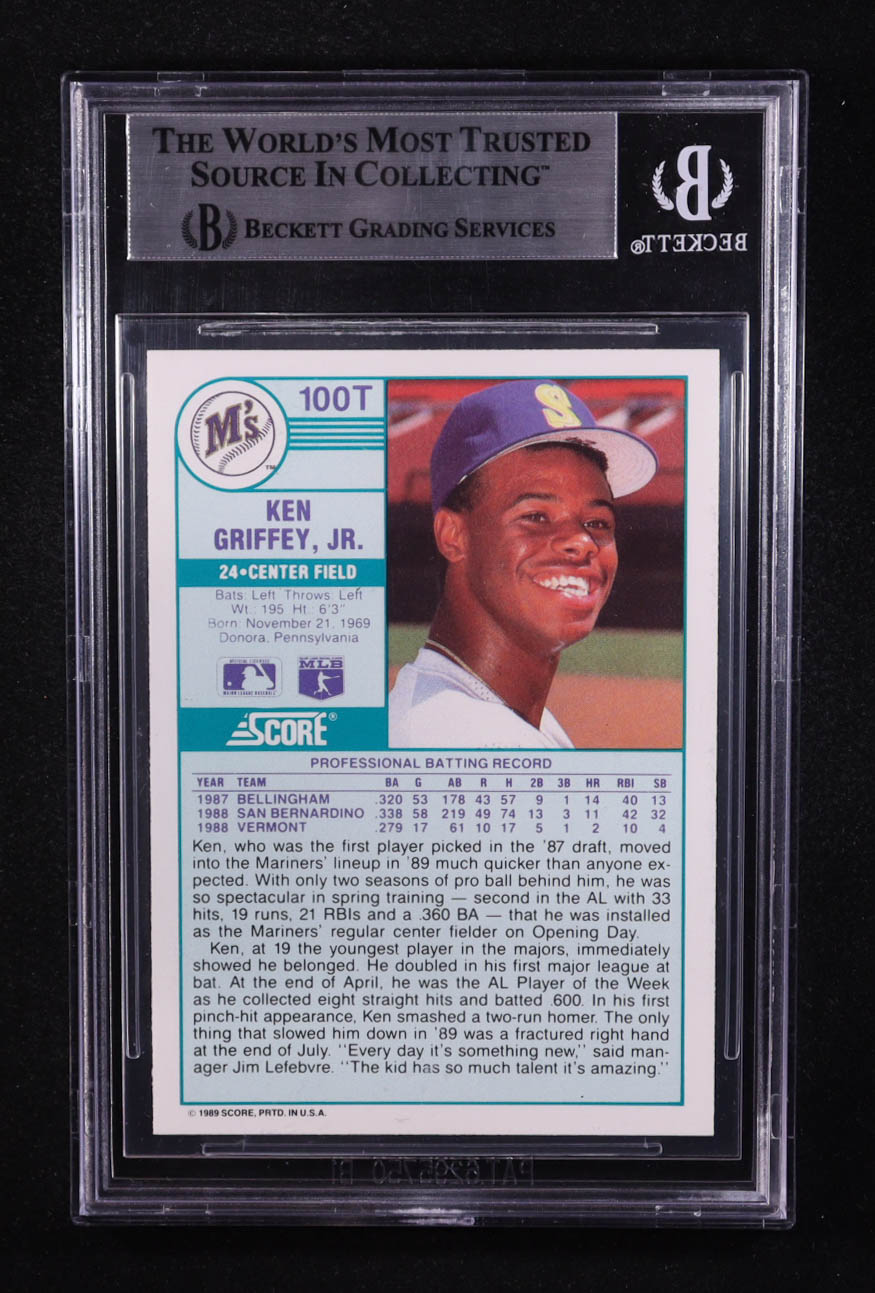 THE WORLD'S MOST TRUSTED
SOURCE IN COLLECTING™
B BECKETT GRADING SERVICES
B
BECKETT®
M's
TM
100T
S
KEN
GRIFFEY, JR.
24•CENTER FIELD
Bats: Left Throws: Left
Wt.: 195 Ht.: 6'3"
Born: November 21, 1969
Donora, Pennsylvania
OFFICIAL LICENSEE
MAJOR LEAGUE BASEBALL
MLB
SCORE®
PROFESSIONAL BATTING RECORD
YEAR TEAM BA G AB R H 2B 3B HR RBI SB
1987 BELLINGHAM .320 53 178 43 57 9 1 14 40 13
1988 SAN BERNARDINO .338 58 219 49 74 13 3 11 42 32
1988 VERMONT .279 17 61 10 17 5 1 2 10 4
Ken, who was the first player picked in the '87 draft, moved
into the Mariners' lineup in '89 much quicker than anyone ex-
pected. With only two seasons of pro ball behind him, he was
so spectacular in spring training — second in the AL with 33
hits, 19 runs, 21 RBIs and a .360 BA — that he was installed
as the Mariners' regular center fielder on Opening Day.
Ken, at 19 the youngest player in the majors, immediately
showed he belonged. He doubled in his first major league at
bat. At the end of April, he was the AL Player of the Week
as he collected eight straight hits and batted .600. In his first
pinch-hit appearance, Ken smashed a two-run homer. The only
thing that slowed him down in '89 was a fractured right hand
at the end of July. "Every day it's something new," said man-
ager Jim Lefebvre. "The kid has so much talent it's amazing."
© 1989 SCORE, PRTD. IN U.S.A.